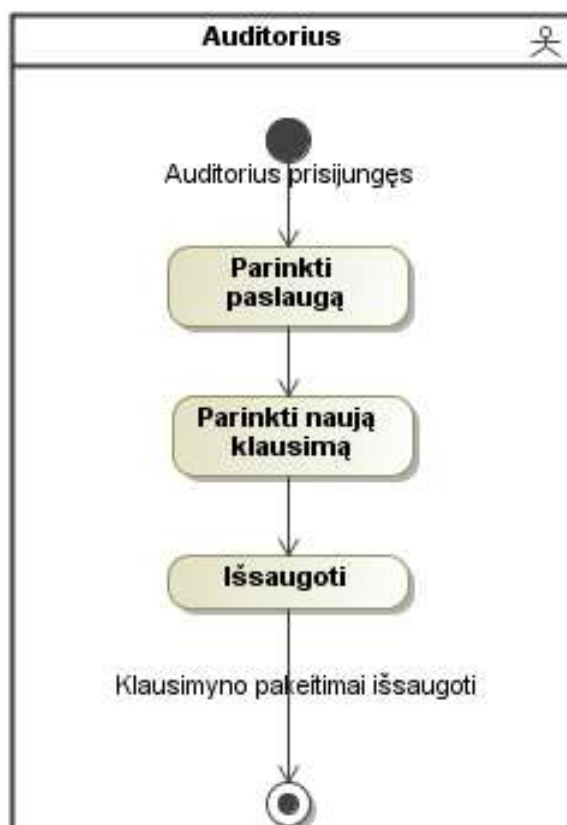 Auditorius
Auditorius prisijungęs
Parinkti
paslaugą
Parinkti naują
klausimą
Išsaugoti
Klausimyno pakeitimai išsaugoti